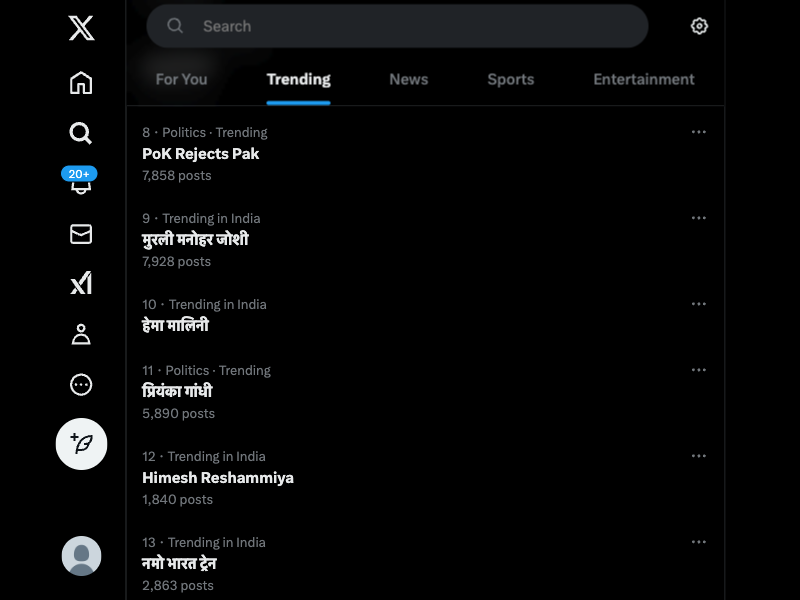 Search
For You
Trending
News
Sports
Entertainment
20+
8 · Politics · Trending
PoK Rejects Pak
7,858 posts
9 · Trending in India
मुरली मनोहर जोशी
7,928 posts
10 · Trending in India
हेमा मालिनी
11 · Politics · Trending
प्रियंका गांधी
5,890 posts
12 · Trending in India
Himesh Reshammiya
1,840 posts
13 · Trending in India
नमो भारत ट्रेन
2,863 posts